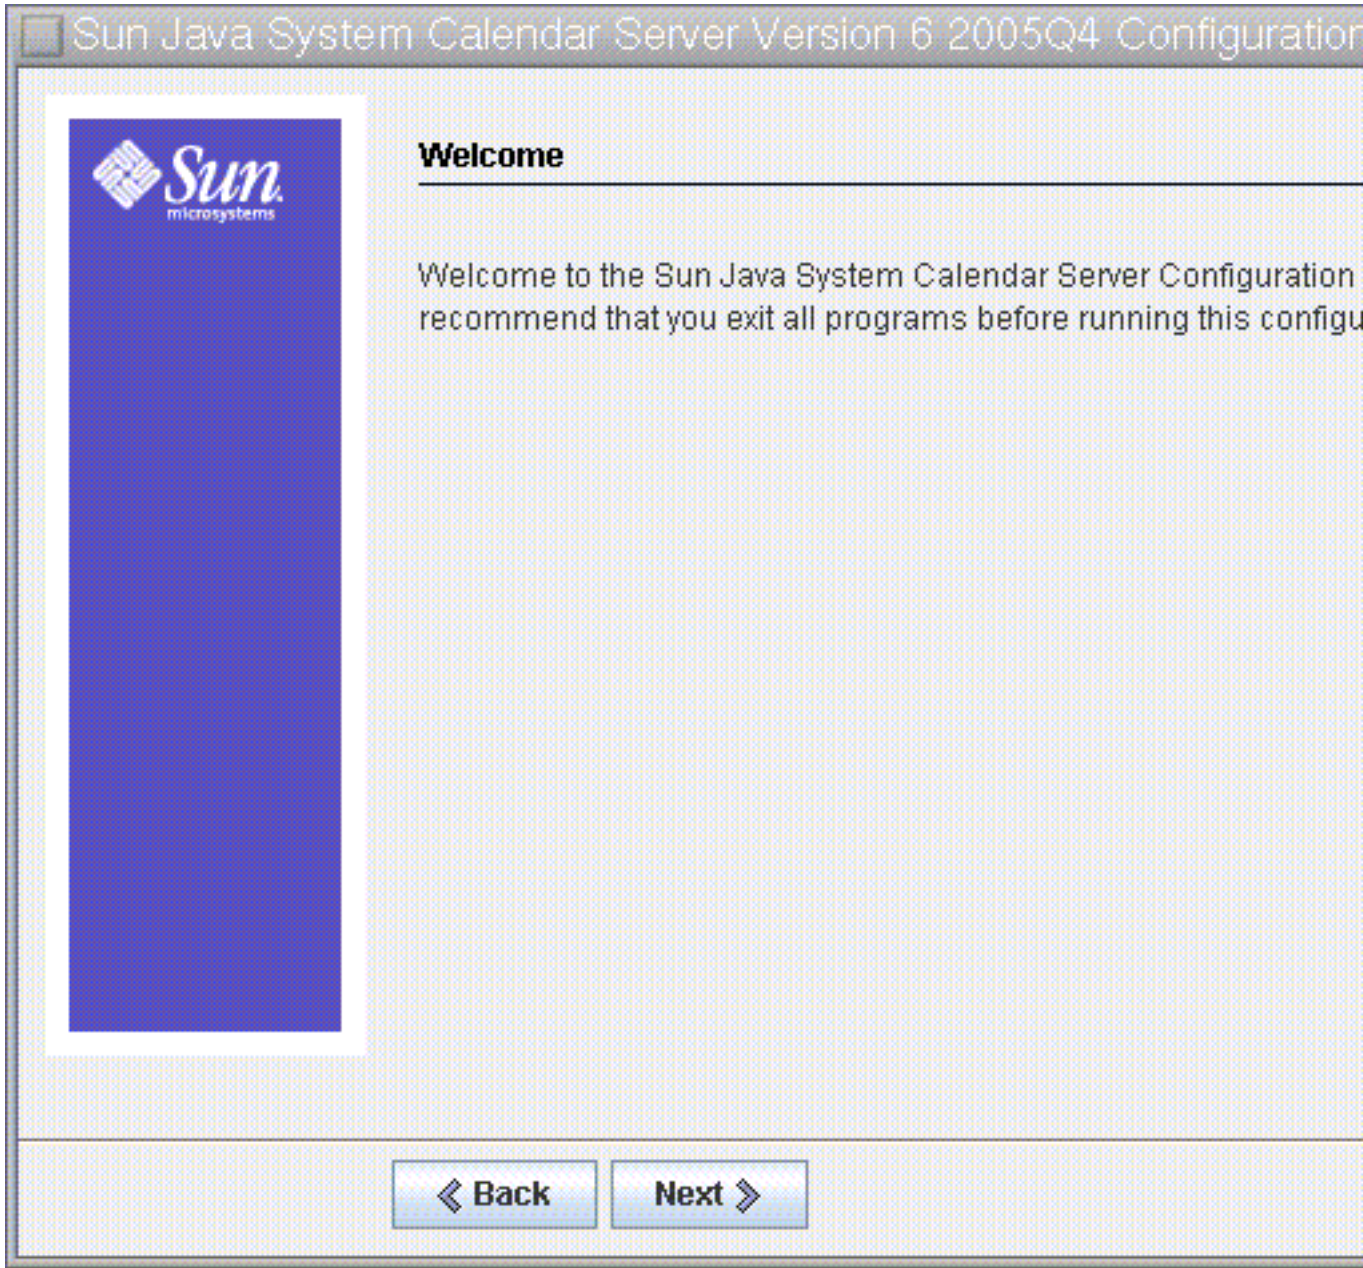 Sun Java System Calendar Server Version 6 2005Q4 Configuration
Sun
microsystems
Welcome
Welcome to the Sun Java System Calendar Server Configuration
recommend that you exit all programs before running this configu
Back
Next